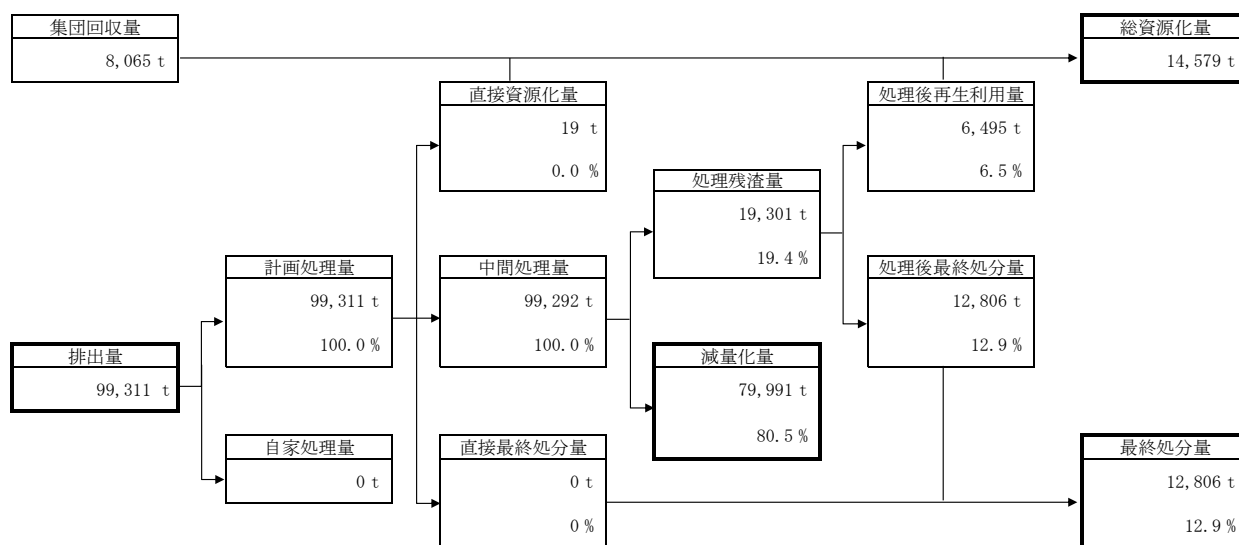 集団回収量
8,065 t
総資源化量
14,579 t
直接資源化量
19 t
0.0 %
処理後再生利用量
6,495 t
6.5 %
処理残渣量
19,301 t
19.4 %
計画処理量
99,311 t
100.0 %
中間処理量
99,292 t
100.0 %
処理後最終処分量
12,806 t
12.9 %
排出量
99,311 t
減量化量
79,991 t
80.5 %
自家処理量
0 t
直接最終処分量
0 t
0 %
最終処分量
12,806 t
12.9 %